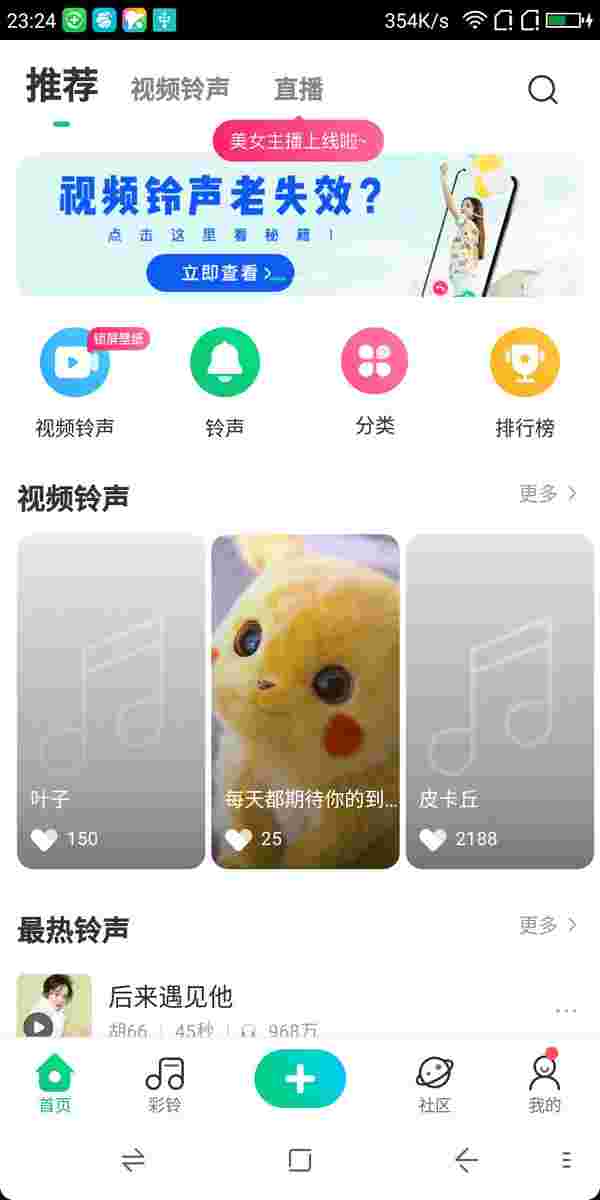 23:24
354K/s
推荐
视频铃声
直播
美女主播上线啦~
视频铃声老失效?
点击这里看秘籍!
立即查看
锁屏壁纸
视频铃声
铃声
分类
排行榜
视频铃声
更多
叶子
150
每天都期待你的到...
25
皮卡丘
2188
最热铃声
更多
后来遇见他
胡66
45秒
968万
首页
彩铃
社区
我的